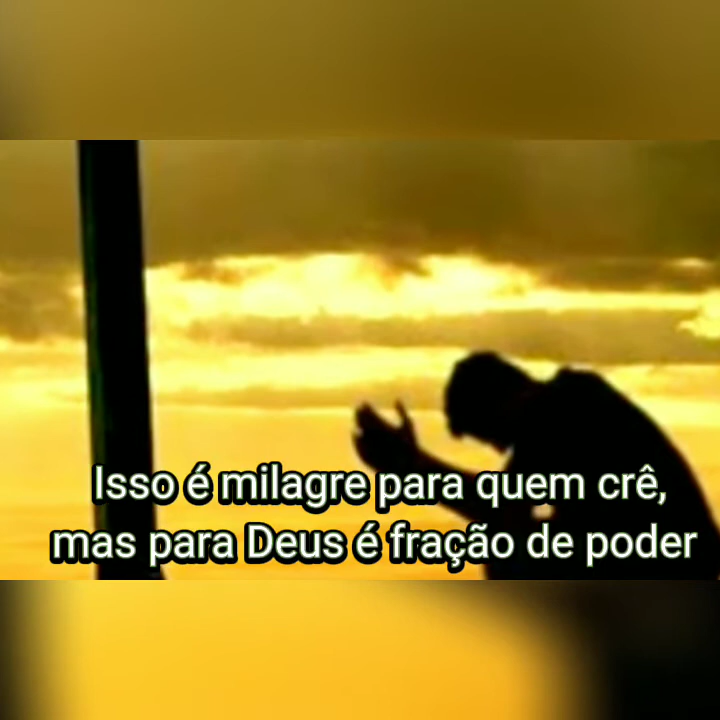 Isso é milagre para quem crê,
mas para Deus é fração de poder